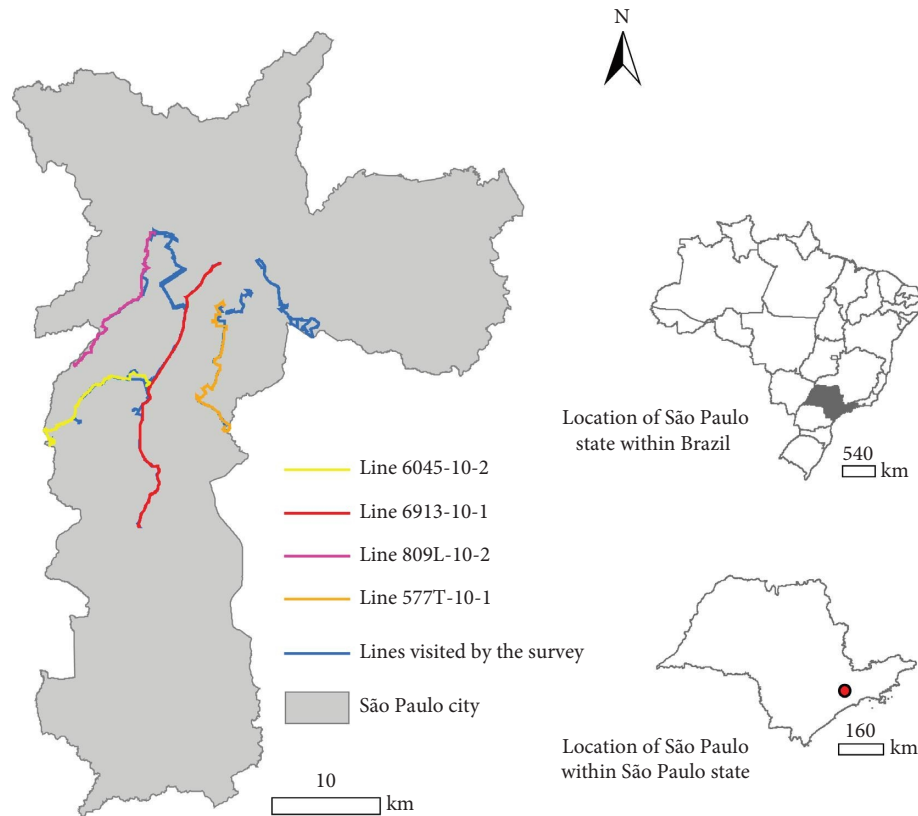 N
Line 6045-10-2
Line 6913-10-1
Line 809L-10-2
Line 577T-10-1
Lines visited by the survey
São Paulo city
10
km
Location of São Paulo
state within Brazil
540
km
Location of São Paulo
within São Paulo state
160
km